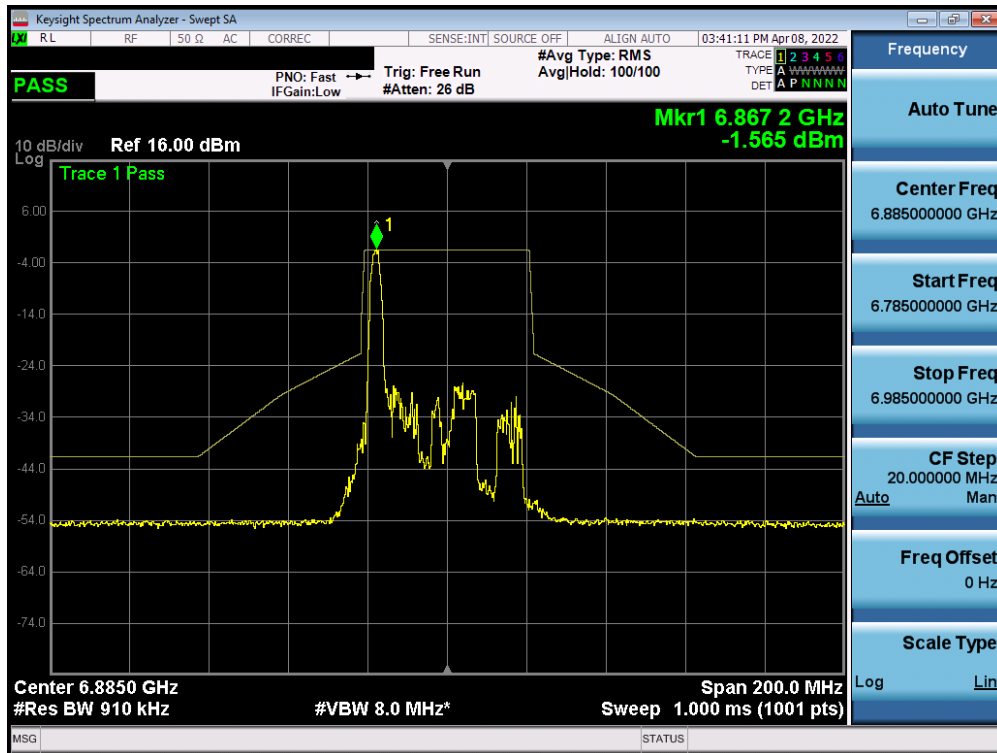 Keysight Spectrum Analyzer - Swept SA
LXI RL RF 50 Ω AC CORREC SENSE:INT SOURCE OFF ALIGN AUTO 03:41:11 PM Apr 08, 2022
PASS
PNO: Fast
IFGain:Low
Trig: Free Run
#Atten: 26 dB
#Avg Type: RMS
Avg|Hold: 100/100
TRACE 1 2 3 4 5 6
TYPE A WWWWW
DET A P N N N N
Mkr1 6.867 2 GHz
-1.565 dBm
10 dB/div Ref 16.00 dBm
Log
Trace 1 Pass
1
6.00
-4.00
-14.0
-24.0
-34.0
-44.0
-54.0
-64.0
-74.0
Center 6.8850 GHz
#Res BW 910 kHz
#VBW 8.0 MHz*
Span 200.0 MHz
Sweep 1.000 ms (1001 pts)
MSG STATUS
Frequency
Auto Tune
Center Freq
6.885000000 GHz
Start Freq
6.785000000 GHz
Stop Freq
6.985000000 GHz
CF Step
20.000000 MHz
Auto Man
Freq Offset
0 Hz
Scale Type
Log Lin